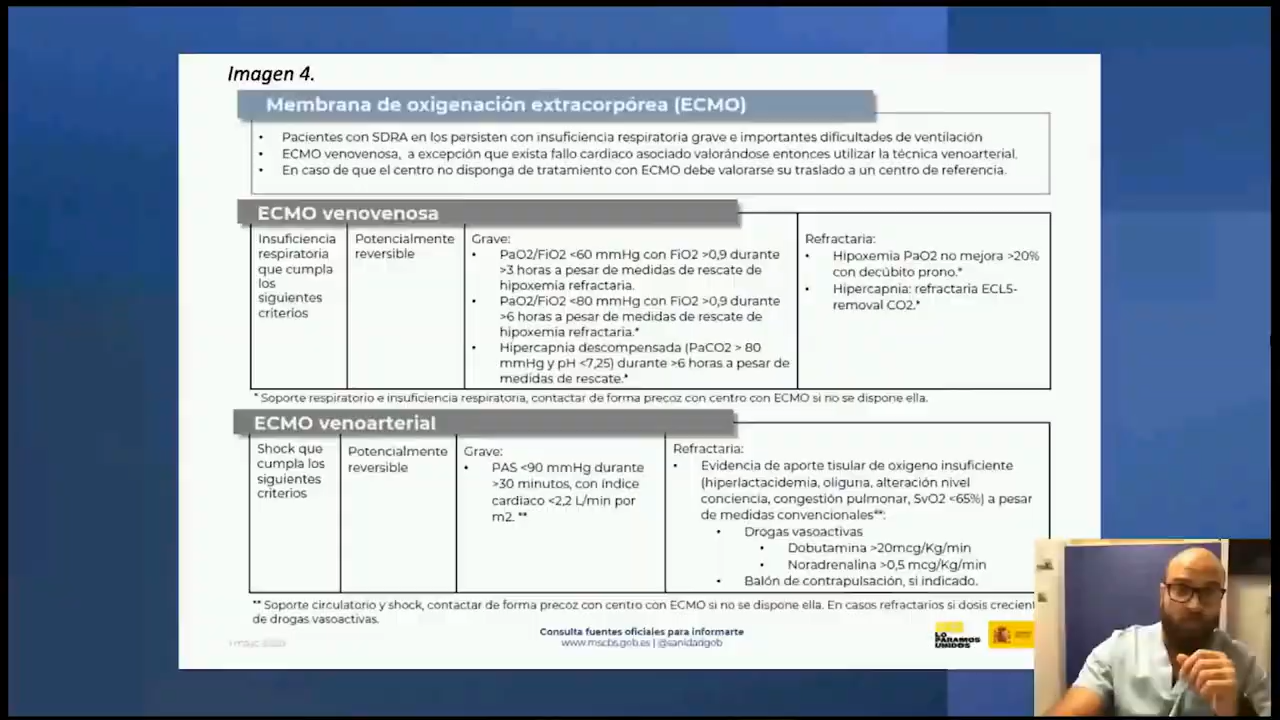 Imagen 4.
Membrana de oxigenación extracorpórea (ECMO)
• Pacientes con SDRA en los persisten con insuficiencia respiratoria grave e importantes dificultades de ventilación
• ECMO venovenosa, a excepción que exista fallo cardiaco asociado valorándose entonces utilizar la técnica venoarterial.
• En caso de que el centro no disponga de tratamiento con ECMO debe valorarse su traslado a un centro de referencia.
ECMO venovenosa
Insuficiencia
respiratoria
que cumpla
los
siguientes
criterios
Potencialmente
reversible
Grave:
• PaO2/FiO2 <60 mmHg con FiO2 >0,9 durante
>3 horas a pesar de medidas de rescate de
hipoxemia refractaria.
• PaO2/FiO2 <80 mmHg con FiO2 >0,9 durante
>6 horas a pesar de medidas de rescate de
hipoxemia refractaria.*
• Hipercapnia descompensada (PaCO2 > 80
mmHg y pH <7,25) durante >6 horas a pesar de
medidas de rescate.*
Refractaria:
• Hipoxemia PaO2 no mejora >20%
con decúbito prono.*
• Hipercapnia: refractaria ECL5-
removal CO2.*
* Soporte respiratorio e insuficiencia respiratoria, contactar de forma precoz con centro con ECMO si no se dispone ella.
ECMO venoarterial
Shock que
cumpla los
siguientes
criterios
Potencialmente
reversible
Grave:
• PAS <90 mmHg durante
>30 minutos, con índice
cardiaco <2,2 L/min por
m2. **
Refractaria:
• Evidencia de aporte tisular de oxigeno insuficiente
(hiperlactacidemia, oliguria, alteración nivel
conciencia, congestión pulmonar, SvO2 <65%) a pesar
de medidas convencionales**:
• Drogas vasoactivas
• Dobutamina >20mcg/Kg/min
• Noradrenalina >0,5 mcg/Kg/min
• Balón de contrapulsación, si indicado.
** Soporte circulatorio y shock, contactar de forma precoz con centro con ECMO si no se dispone ella. En casos refractarios si dosis crecient
de drogas vasoactivas.
Consulta fuentes oficiales para informarte
www.mscbs.gob.es | @sanidadgob
LO
PARAMOS
UNIDOS